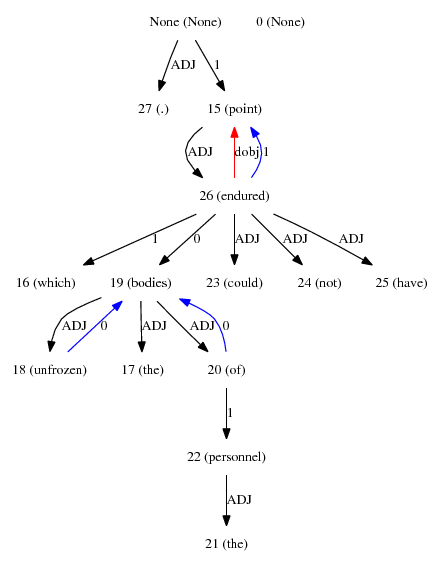 None (None) 0 (None)
ADJ 1
27 (.) 15 (point)
ADJ dobj 1
26 (endured)
1 0 ADJ ADJ ADJ
16 (which) 19 (bodies) 23 (could) 24 (not) 25 (have)
ADJ 0 ADJ ADJ 0
18 (unfrozen) 17 (the) 20 (of)
1
22 (personnel)
ADJ
21 (the)